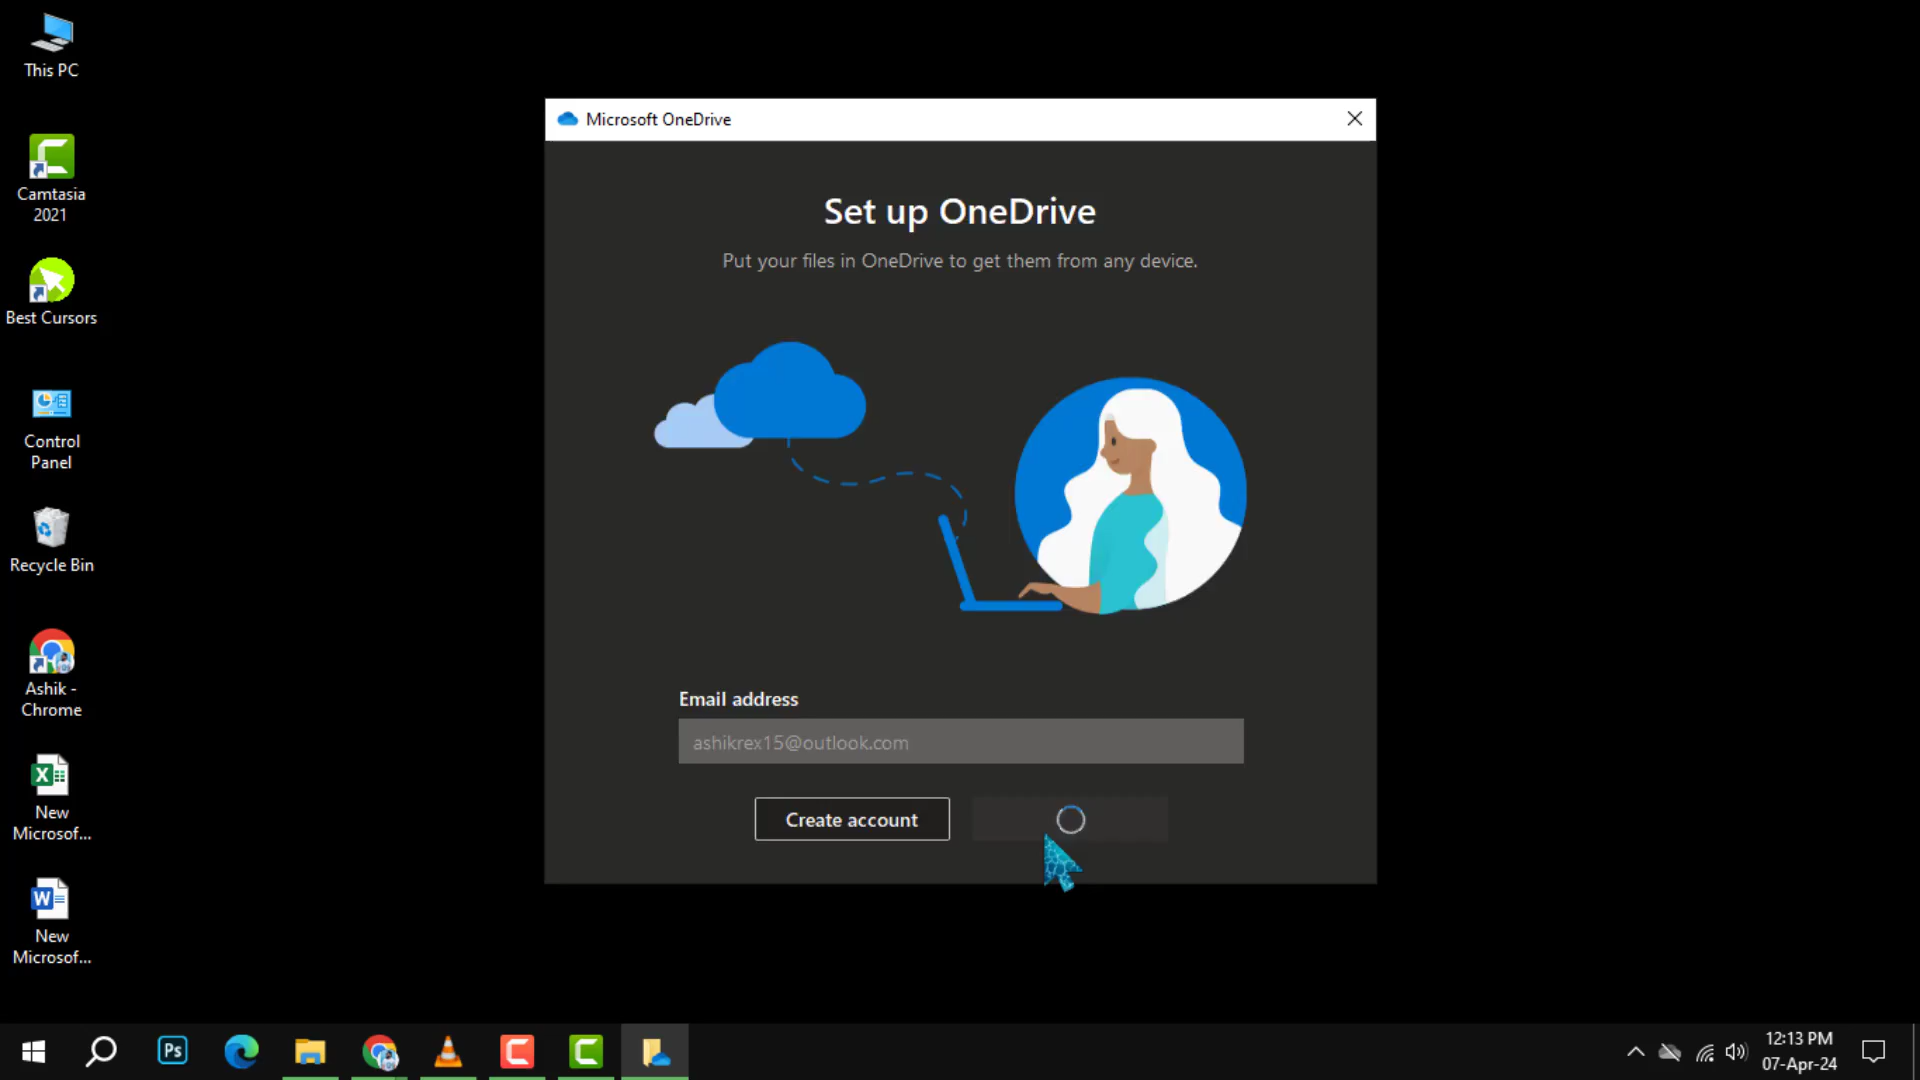 This PC
Camtasia
2021
Best Cursors
Control
Panel
Recycle Bin
Ashik -
Chrome
New
Microsof...
New
Microsof...
Microsoft OneDrive
Set up OneDrive
Put your files in OneDrive to get them from any device.
Email address
ashikrex15@outlook.com
Create account
Ps
12:13 PM
07-Apr-24